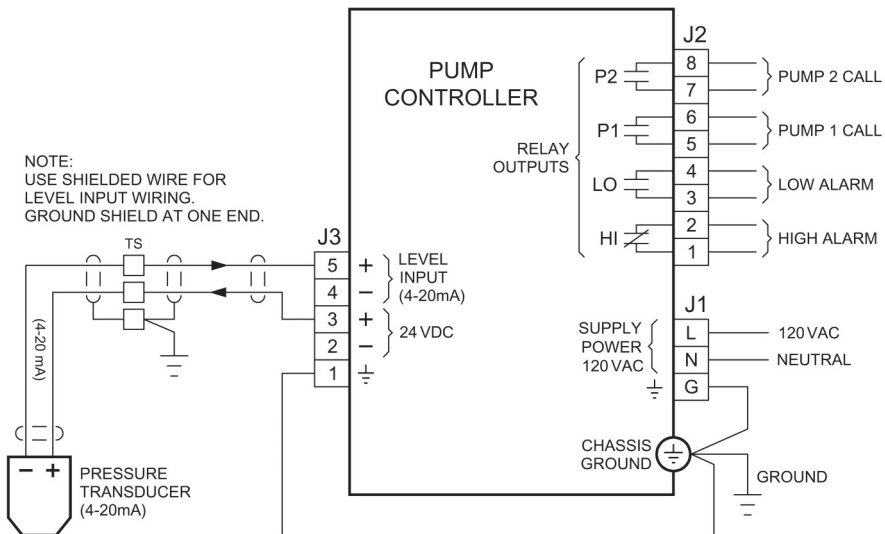 PUMP
CONTROLLER
NOTE:
USE SHIELDED WIRE FOR
LEVEL INPUT WIRING.
GROUND SHIELD AT ONE END.
TS
(4-20 mA)
- +
PRESSURE
TRANSDUCER
(4-20mA)
J3
5 +
4 -
3 +
2 -
1
LEVEL
INPUT
(4-20mA)
24 VDC
RELAY
OUTPUTS
J2
P2
8
7
PUMP 2 CALL
P1
6
5
PUMP 1 CALL
LO
4
3
LOW ALARM
HI
2
1
HIGH ALARM
J1
SUPPLY
POWER
120 VAC
L
120 VAC
N
NEUTRAL
G
CHASSIS
GROUND
GROUND